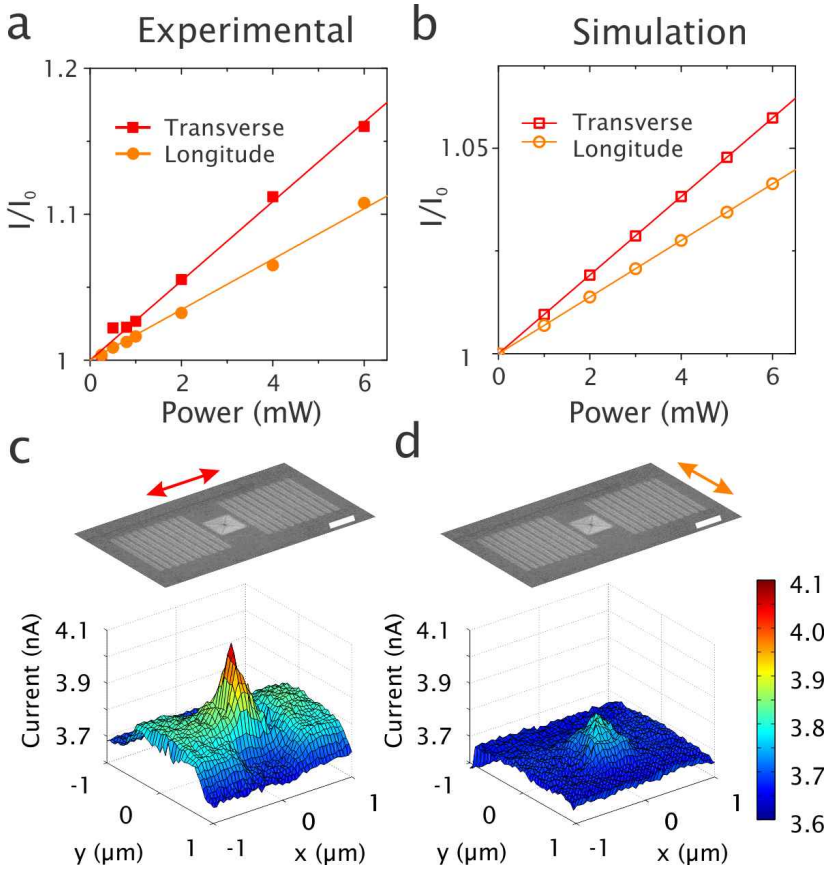 a Experimental
b Simulation
1.2
1.1
1
I/I0
Transverse
Longitude
0 2 4 6
Power (mW)
1.05
1
I/I0
Transverse
Longitude
0 2 4 6
Power (mW)
c
d
4.1
3.9
3.7
Current (nA)
-1
0
1
y (μm)
-1
0
1
x (μm)
4.1
3.9
3.7
Current (nA)
-1
0
1
y (μm)
-1
0
1
x (μm)
4.1
4.0
3.9
3.8
3.7
3.6